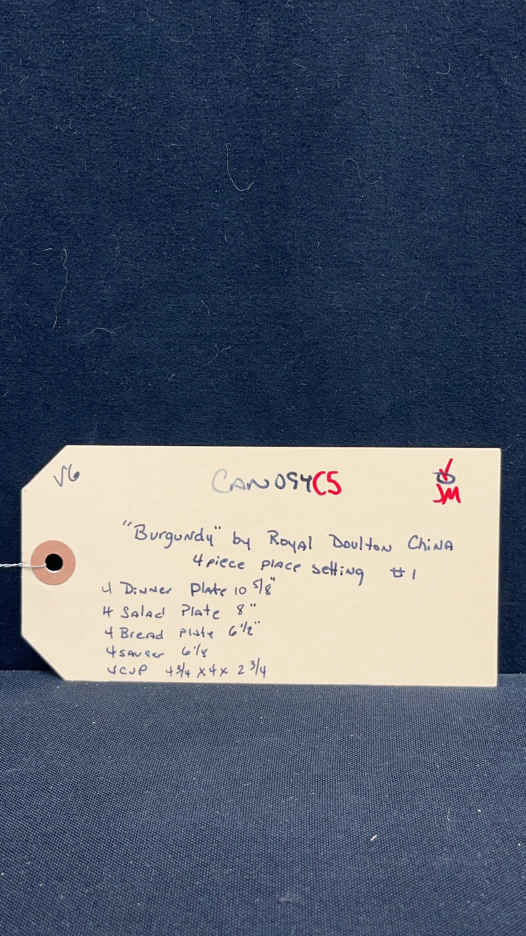 V6
CAN094CS
JM
"Burgundy" by Royal Doulton China
4 piece place setting #1
4 Dinner Plate 10 5/8"
4 Salad Plate 8"
4 Bread Plate 6 1/2"
4 saucer 6 1/8
4 cup 4 3/4 x 4 x 2 3/4